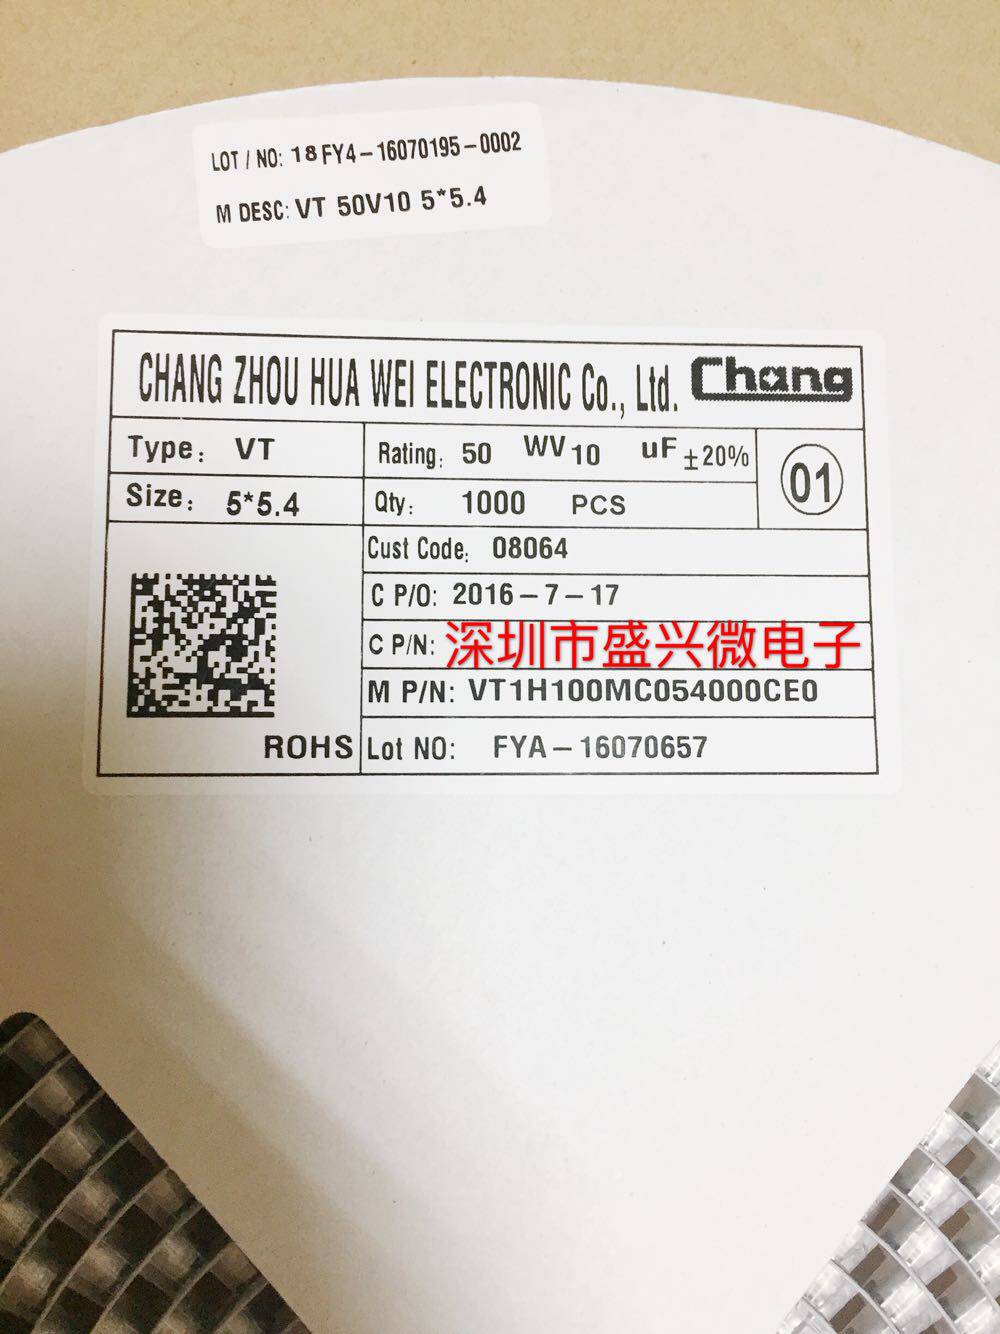 LOT / NO: 18FY4-16070195-0002
M DESC: VT 50V10 5*5.4
CHANG ZHOU HUA WEI ELECTRONIC Co., Ltd. Chang
Type: VT
Rating: 50 WV 10 uF ±20%
01
Size: 5*5.4
Qty: 1000 PCS
Cust Code: 08064
C P/O: 2016-7-17
C P/N: 深圳市盛兴微电子
M P/N: VT1H100MC054000CE0
ROHS
Lot NO: FYA-16070657